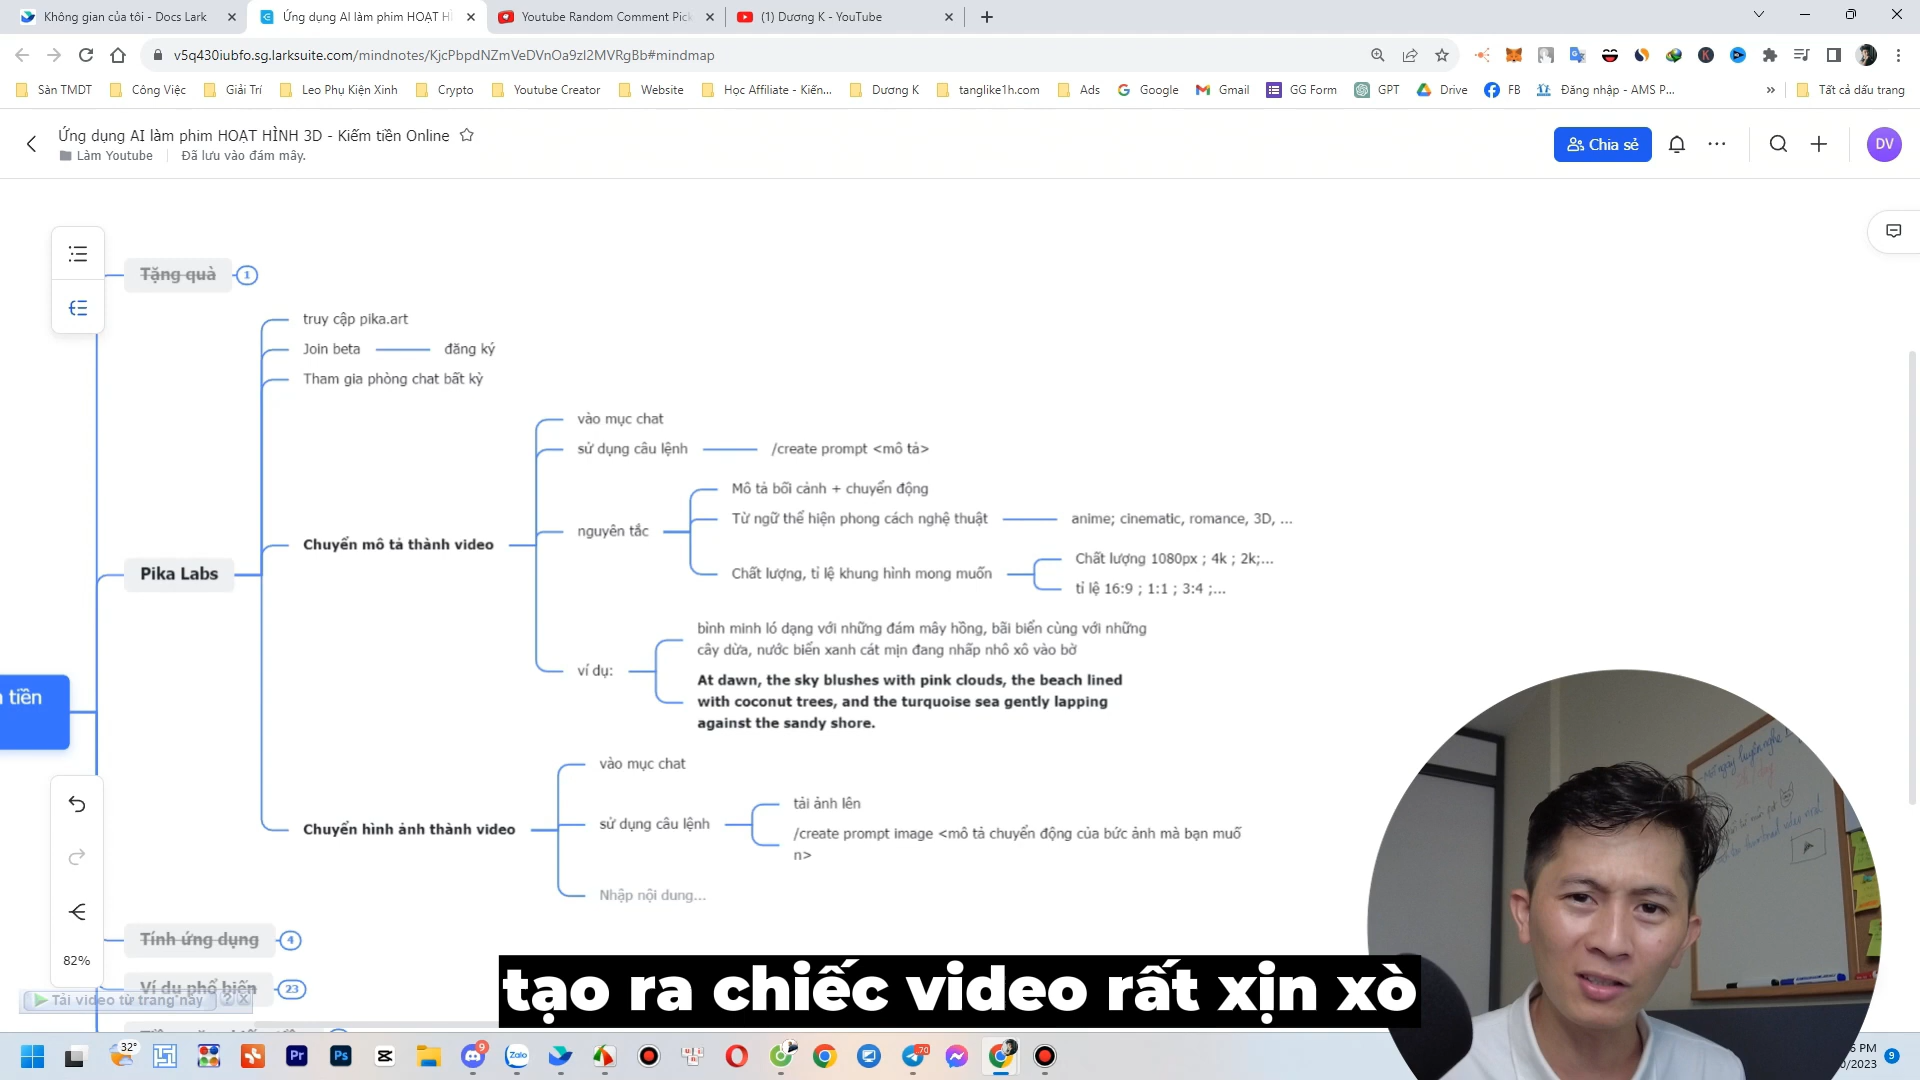 Không gian của tôi - Docs Lark
Ứng dụng AI làm phim HOẠT HÌ
Youtube Random Comment Pick
(1) Dương K - YouTube
v5q430iubfo.sg.larksuite.com/mindnotes/KjcPbpdNZmVeDVnOa9zl2MVRgBb#mindmap
Sàn TMDT
Công Việc
Giải Trí
Leo Phụ Kiện Xinh
Crypto
Youtube Creator
Website
Học Affiliate - Kiến...
Dương K
tanglike1h.com
Ads
Google
Gmail
GG Form
GPT
Drive
FB
Đăng nhập - AMS P...
»
Tất cả dấu trang
Ứng dụng AI làm phim HOẠT HÌNH 3D - Kiếm tiền Online
Làm Youtube
Đã lưu vào đám mây.
Chia sẻ
DV
Tặng quà
1
truy cập pika.art
Join beta
đăng ký
Tham gia phòng chat bất kỳ
vào mục chat
sử dụng câu lệnh
/create prompt <mô tả>
Mô tả bối cảnh + chuyển động
Từ ngữ thể hiện phong cách nghệ thuật
anime; cinematic, romance, 3D, ...
nguyên tắc
Chuyển mô tả thành video
Chất lượng 1080px ; 4k ; 2k;...
Chất lượng, tỉ lệ khung hình mong muốn
tỉ lệ 16:9 ; 1:1 ; 3:4 ;...
Pika Labs
bình minh ló dạng với những đám mây hồng, bãi biển cùng với những
cây dừa, nước biển xanh cát mịn đang nhấp nhô xô vào bờ
ví dụ:
At dawn, the sky blushes with pink clouds, the beach lined
with coconut trees, and the turquoise sea gently lapping
against the sandy shore.
tiền
vào mục chat
tải ảnh lên
Chuyển hình ảnh thành video
sử dụng câu lệnh
/create prompt image <mô tả chuyển động của bức ảnh mà bạn muố
n>
Nhập nội dung...
Tính ứng dụng
4
82%
Ví dụ phổ biến
23
Tải video từ trang này
? X
tạo ra chiếc video rất xịn xò
32°
Pr
Ps
9
Zalo
70
PM
/2023
9